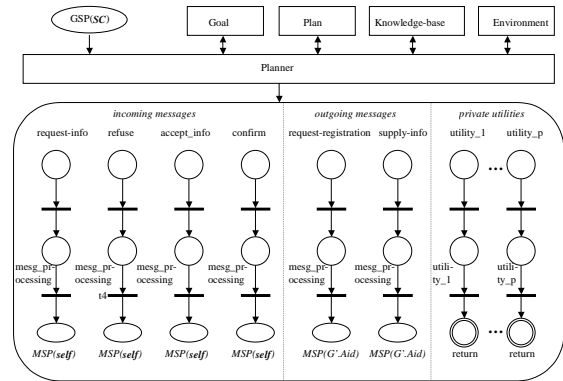 GSP(SC) Goal Plan Knowledge-base Environment
Planner
incoming messages outgoing messages private utilities
request-info refuse accept_info confirm request-registration supply-info utility_1 utility_p
...
mesg_pr- mesg_pr- mesg_pr- mesg_pr- mesg_pr- mesg_pr- utili- utili-
ocessing ocessing ocessing ocessing ocessing ocessing ty_1 ty_p
t4
...
MSP(self) MSP(self) MSP(self) MSP(self) MSP(G'.Aid) MSP(G'.Aid) return return